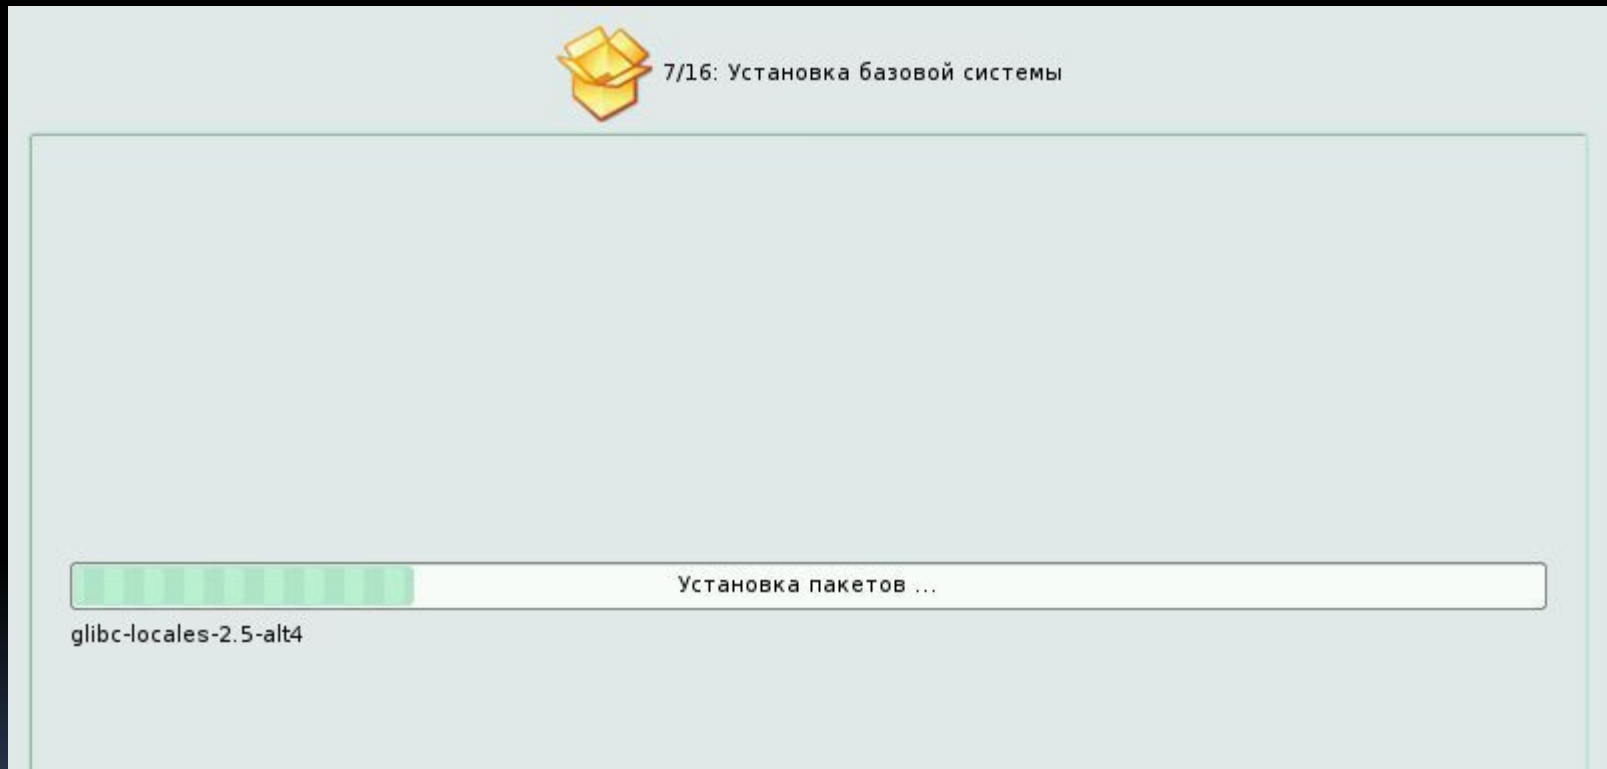 7/16: Установка базовой системы
Установка пакетов ...
glibc-locales-2.5-alt4